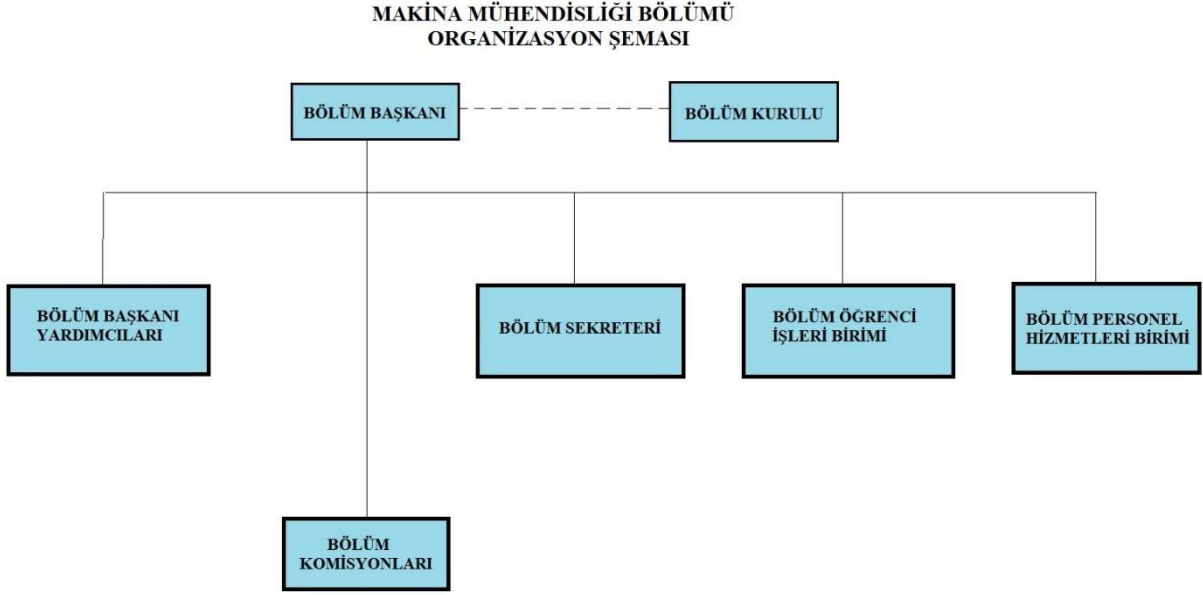 MAKİNA MÜHENDİSLİĞİ BÖLÜMÜ
ORGANİZASYON ŞEMASI
BÖLÜM BAŞKANI
BÖLÜM KURULU
BÖLÜM BAŞKANI
YARDIMCILARI
BÖLÜM SEKRETERİ
BÖLÜM ÖĞRENCİ
İŞLERİ BİRİMİ
BÖLÜM PERSONEL
HİZMETLERİ BİRİMİ
BÖLÜM
KOMİSYONLARI